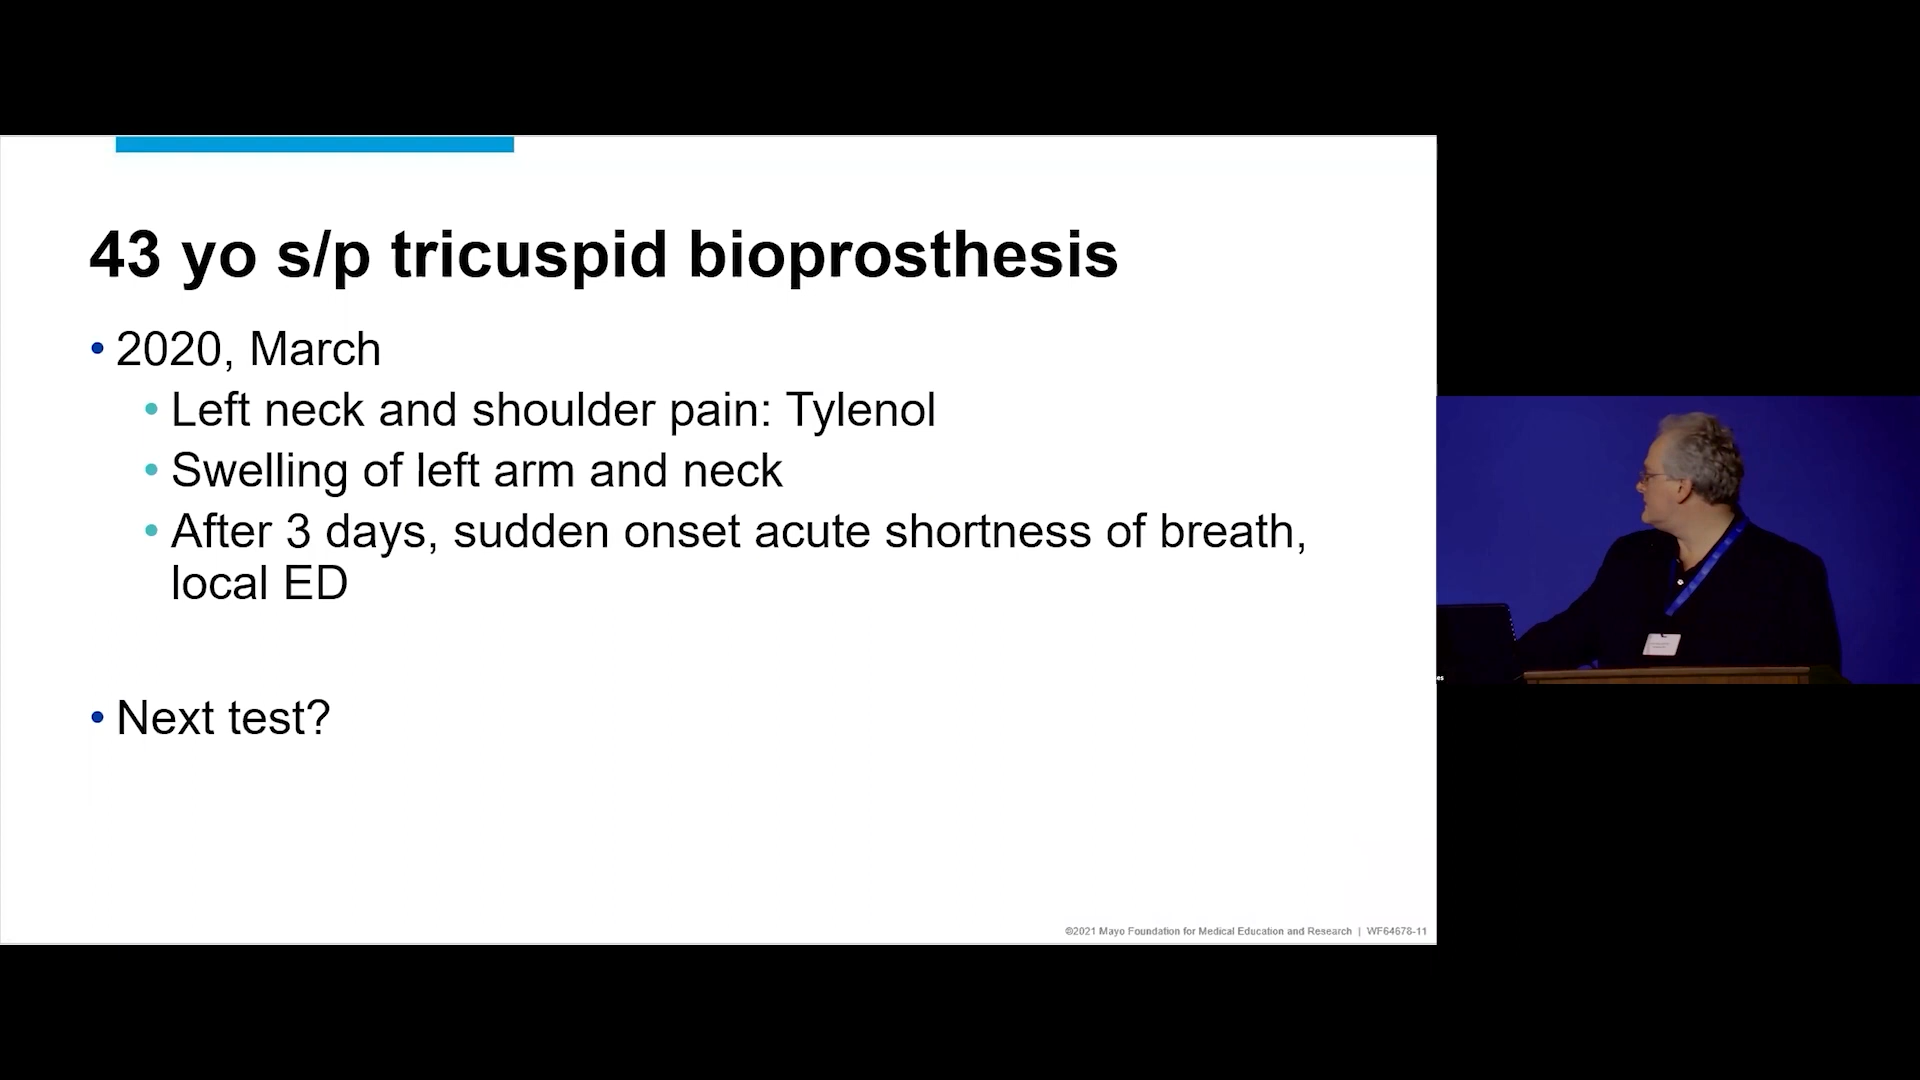 43 yo s/p tricuspid bioprosthesis
• 2020, March
• Left neck and shoulder pain: Tylenol
• Swelling of left arm and neck
• After 3 days, sudden onset acute shortness of breath,
local ED
• Next test?
©2021 Mayo Foundation for Medical Education and Research | WF64678-11